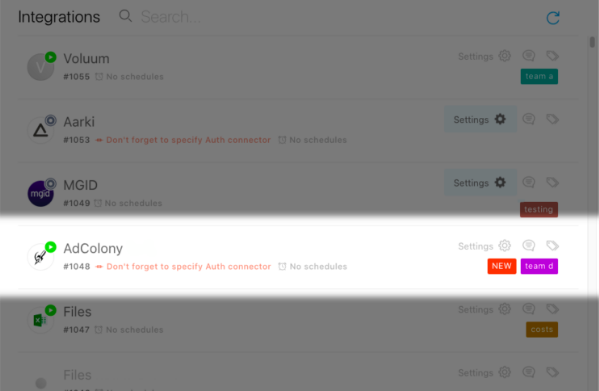 Integrations Search...
Voluum Settings
V
#1055 No schedules team a
Aarki Settings
#1053 Don't forget to specify Auth connector No schedules
MGID Settings
mgid
#1049 No schedules testing
AdColony Settings
#1048 Don't forget to specify Auth connector No schedules NEW team d
Files Settings
#1047 No schedules costs
Files Settings